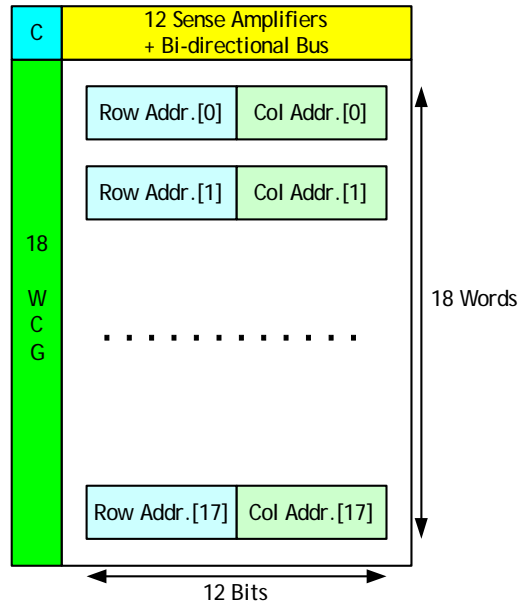 C
12 Sense Amplifiers
+ Bi-directional Bus
Row Addr.[0] Col Addr.[0]
Row Addr.[1] Col Addr.[1]
18
W
C
G
18 Words
Row Addr.[17] Col Addr.[17]
12 Bits